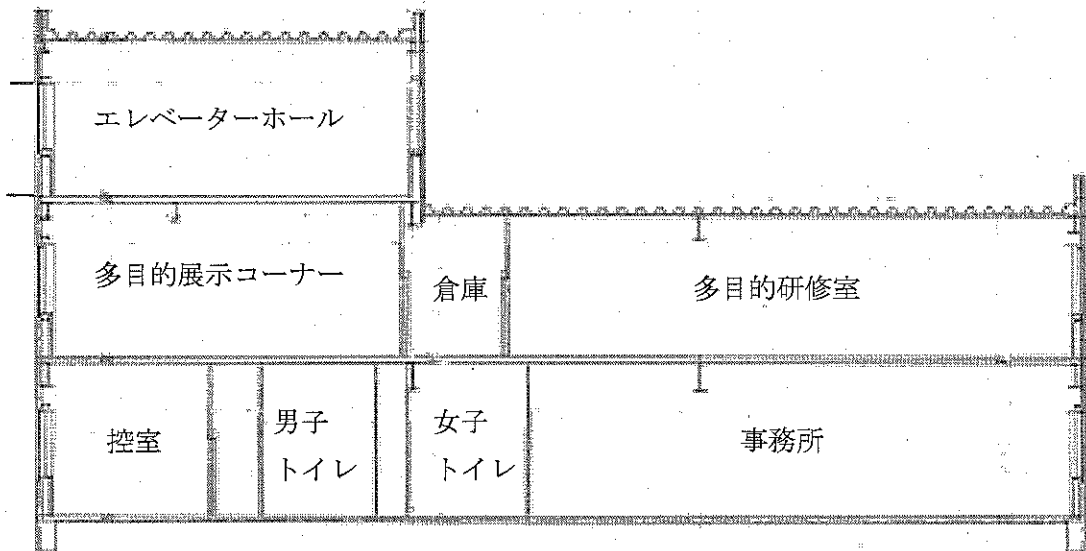 エレベーターホール
多目的展示コーナー
倉庫
多目的研修室
控室
男子
トイレ
女子
トイレ
事務所